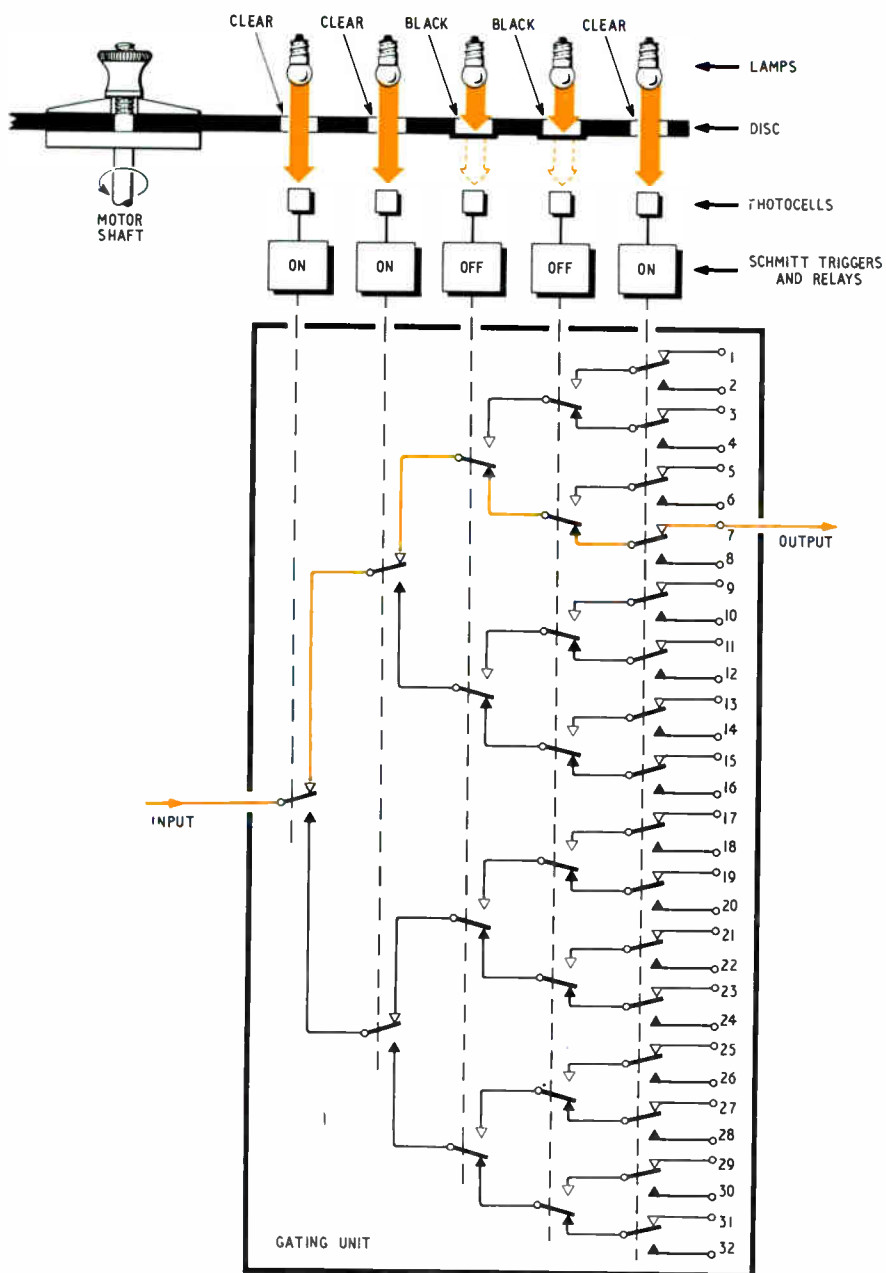 CLEAR
CLEAR
BLACK
BLACK
CLEAR
LAMPS
DISC
MOTOR
SHAFT
PHOTOCELLS
ON
ON
OFF
OFF
ON
SCHMITT TRIGGERS
AND RELAYS
1
2
3
4
5
6
7
OUTPUT
8
9
10
11
12
13
14
15
16
INPUT
17
18
19
20
21
22
23
24
25
26
27
28
29
30
31
32
GATING UNIT